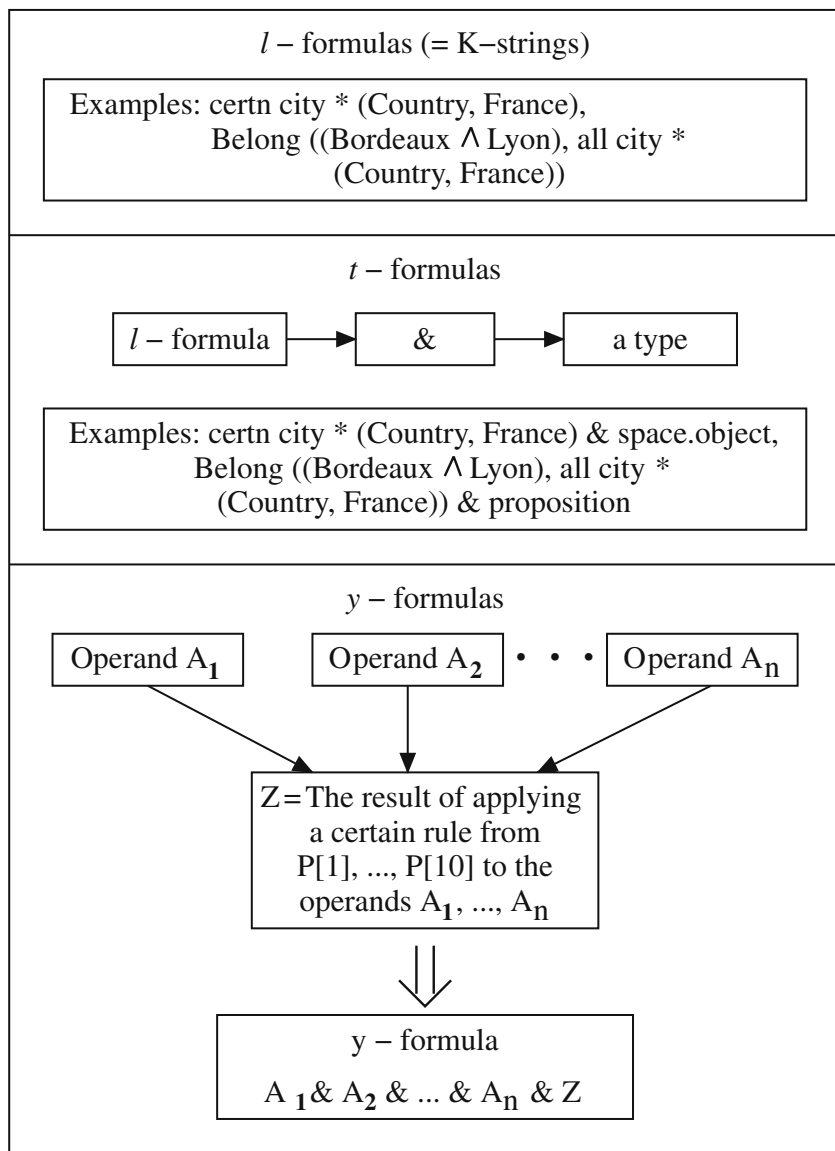 l – formulas (= K–strings)
Examples: certn city * (Country, France),
Belong ((Bordeaux ∧ Lyon), all city *
(Country, France))
t – formulas
l – formula
&
a type
Examples: certn city * (Country, France) & space.object,
Belong ((Bordeaux ∧ Lyon), all city *
(Country, France)) & proposition
y – formulas
Operand A1
Operand A2
• • •
Operand An
Z=The result of applying
a certain rule from
P[1], ..., P[10] to the
operands A1, ..., An
y – formula
A 1& A2 & ... & An & Z